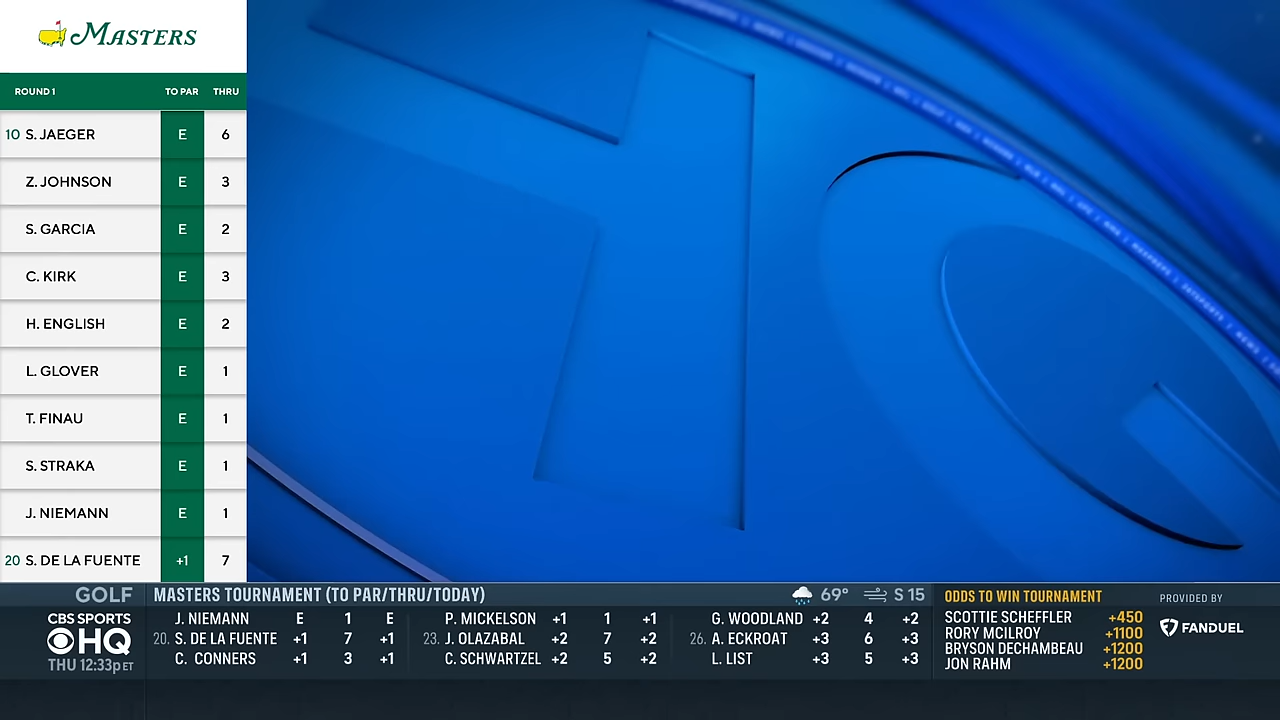 MASTERS
ROUND 1 TO PAR THRU
10 S. JAEGER E 6
Z. JOHNSON E 3
S. GARCIA E 2
C. KIRK E 3
H. ENGLISH E 2
L. GLOVER E 1
T. FINAU E 1
S. STRAKA E 1
J. NIEMANN E 1
20 S. DE LA FUENTE +1 7
GOLF
CBS SPORTS
HQ
THU 12:33p ET
MASTERS TOURNAMENT (TO PAR/THRU/TODAY)
69° S 15
J. NIEMANN E 1 E
20. S. DE LA FUENTE +1 7 +1
C. CONNERS +1 3 +1
P. MICKELSON +1 1 +1
23. J. OLAZABAL +2 7 +2
C. SCHWARTZEL +2 5 +2
G. WOODLAND +2 4 +2
26. A. ECKROAT +3 6 +3
L. LIST +3 5 +3
ODDS TO WIN TOURNAMENT
SCOTTIE SCHEFFLER +450
RORY MCILROY +1100
BRYSON DECHAMBEAU +1200
JON RAHM +1200
PROVIDED BY
FANDUEL